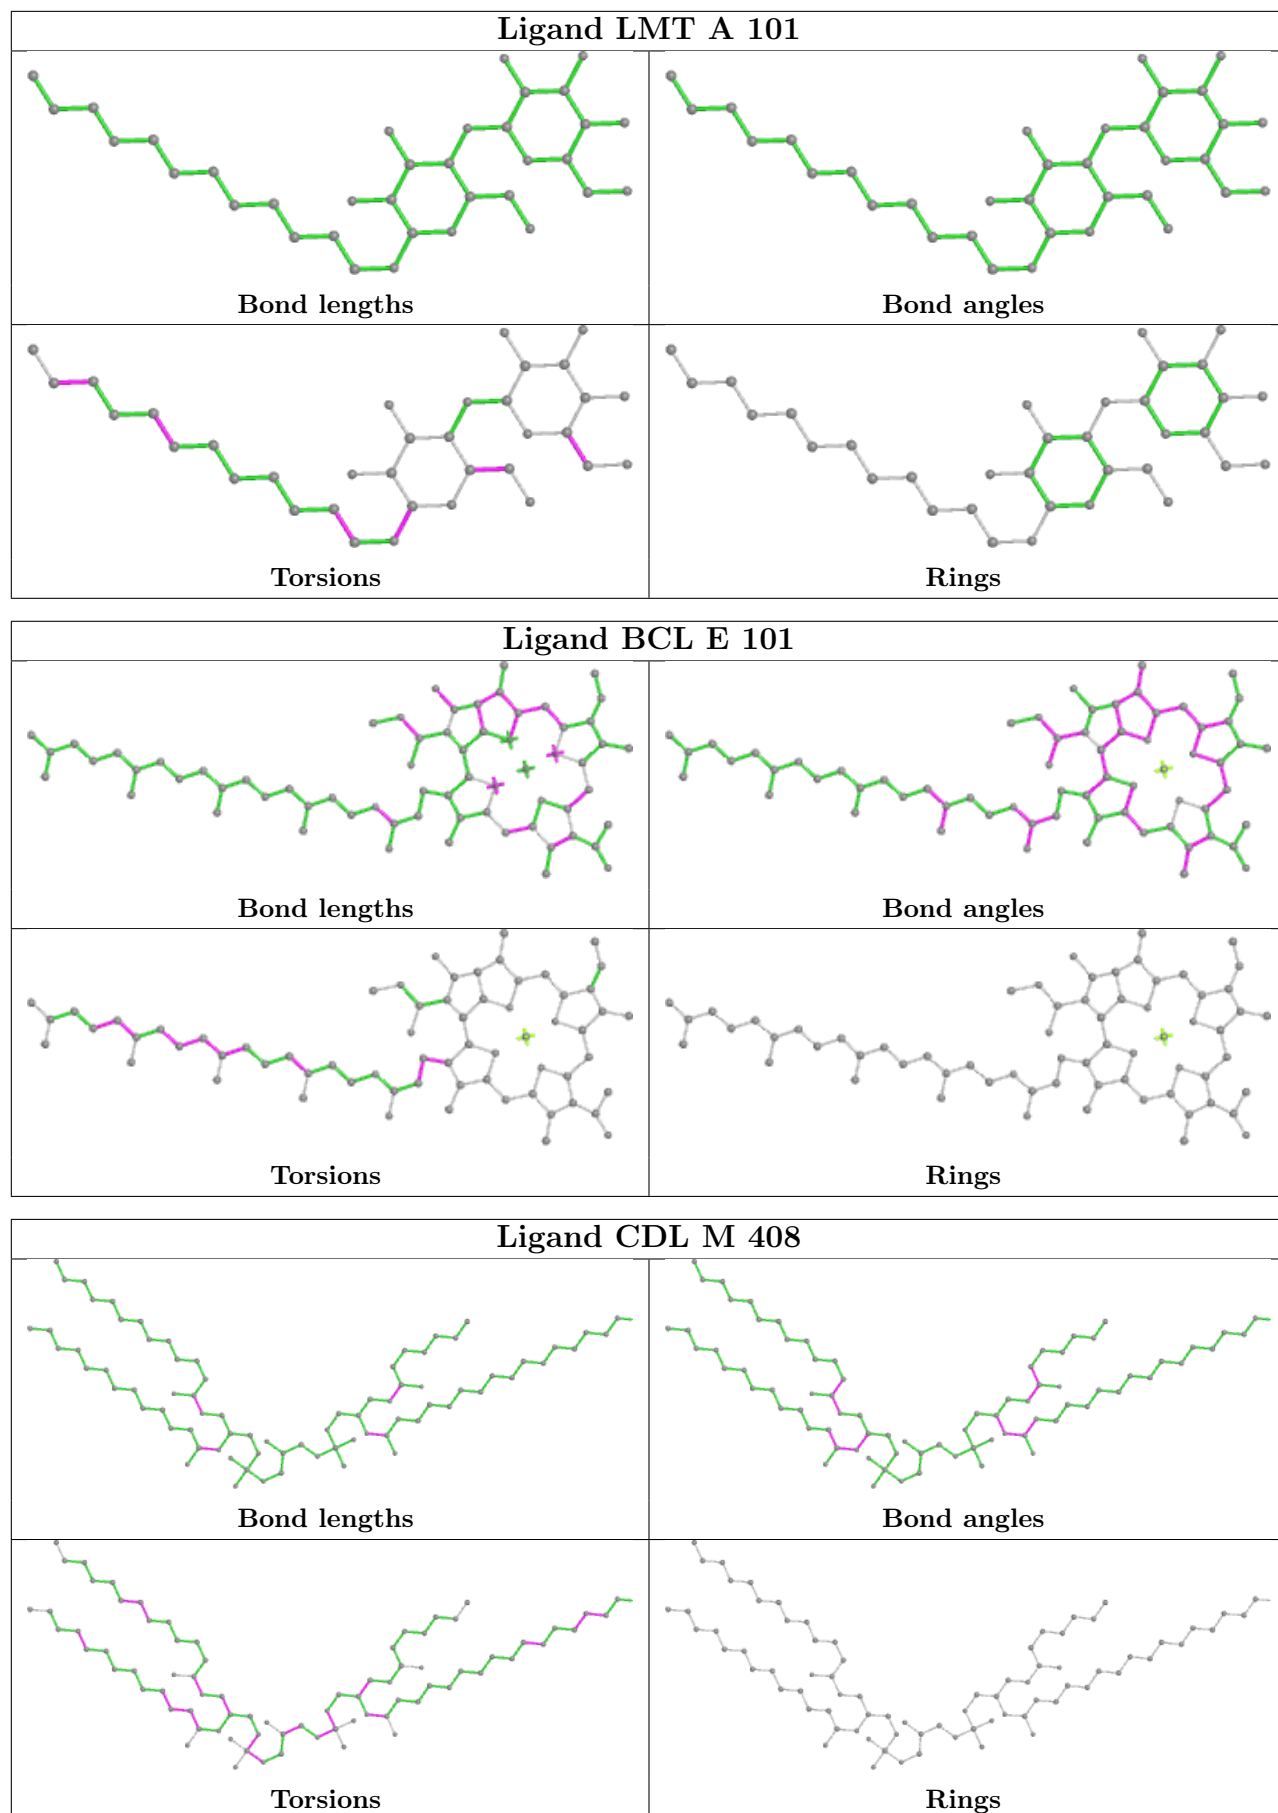 Ligand LMT A 101
Bond lengths
Bond angles
Torsions
Rings
Ligand BCL E 101
Bond lengths
Bond angles
Torsions
Rings
Ligand CDL M 408
Bond lengths
Bond angles
Torsions
Rings